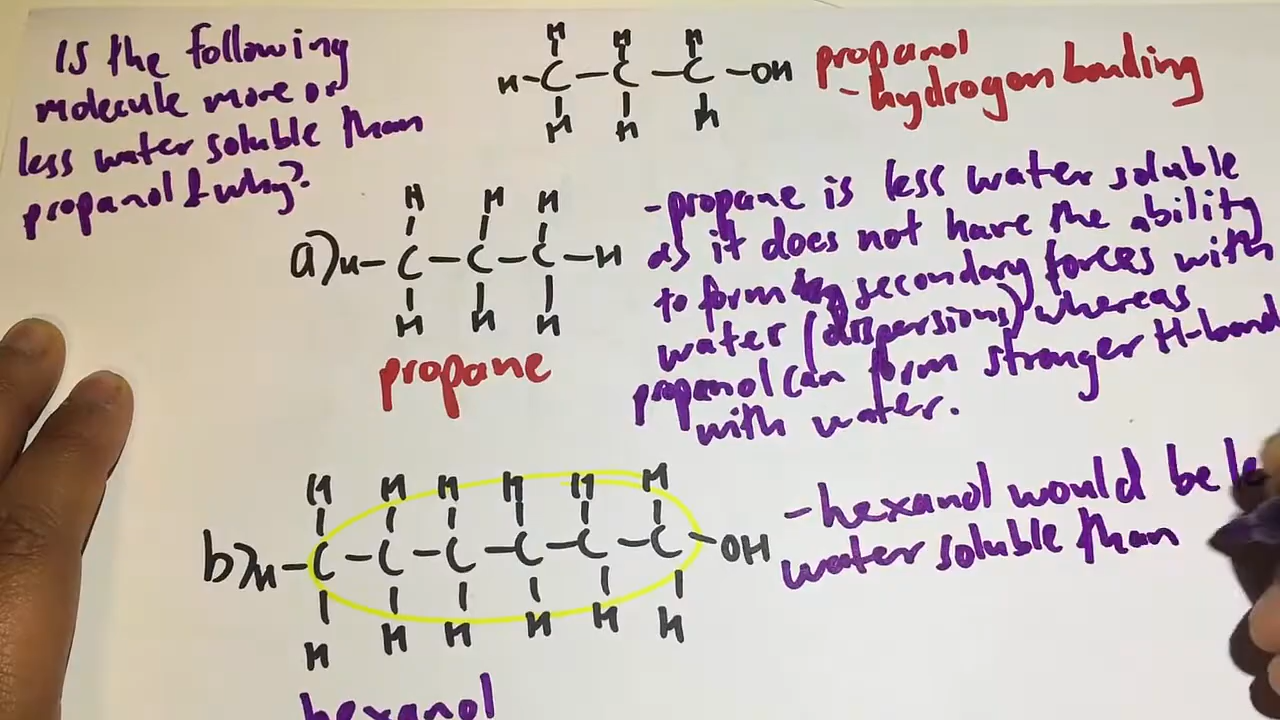 Is the following
molecule more or
less water soluble than
propanol & why?
H H H
H-C-C-C-OH
H H H
propanol
-hydrogen bonding
a)
H H H
H-C-C-C-H
H H H
propane
-propane is less water soluble
as it does not have the ability
to form secondary forces with
water (dispersions) whereas
propanol can form stronger H-bond
with water.
b)
H H H H H H
H-C-C-C-C-C-C-OH
H H H H H H
hexanol
-hexanol would be le
water soluble than